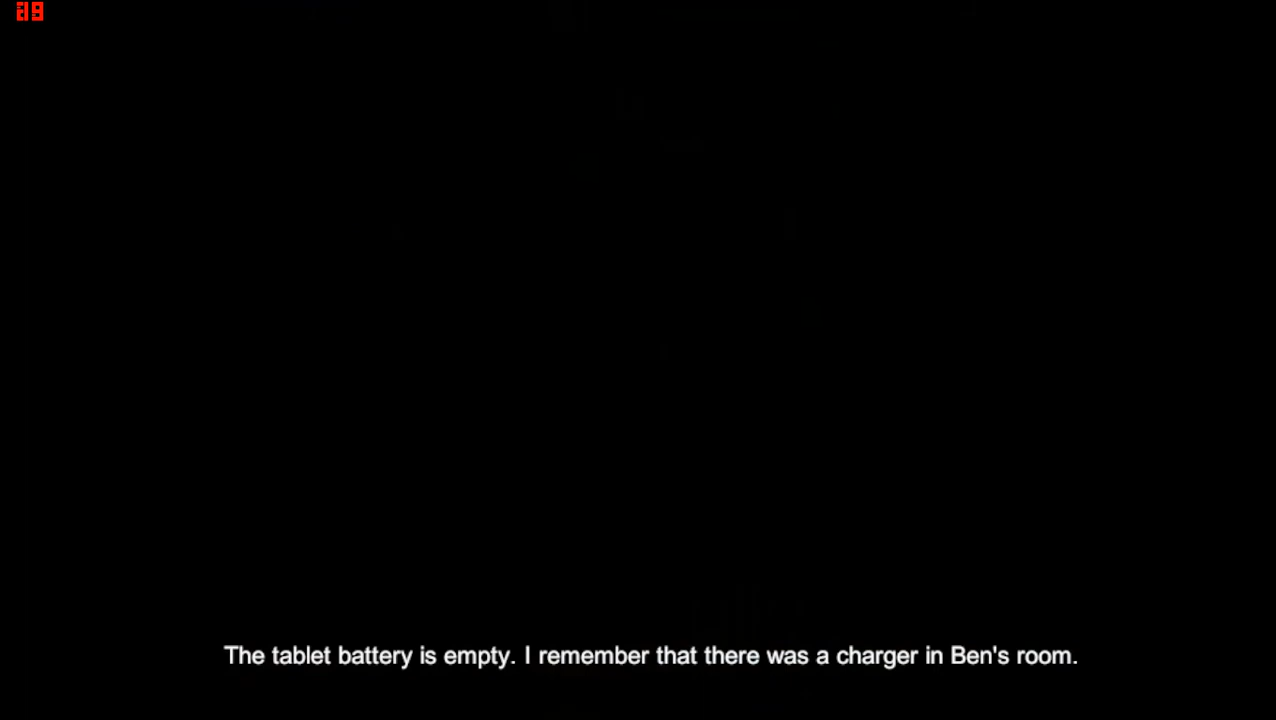 The tablet battery is empty. I remember that there was a charger in Ben's room.